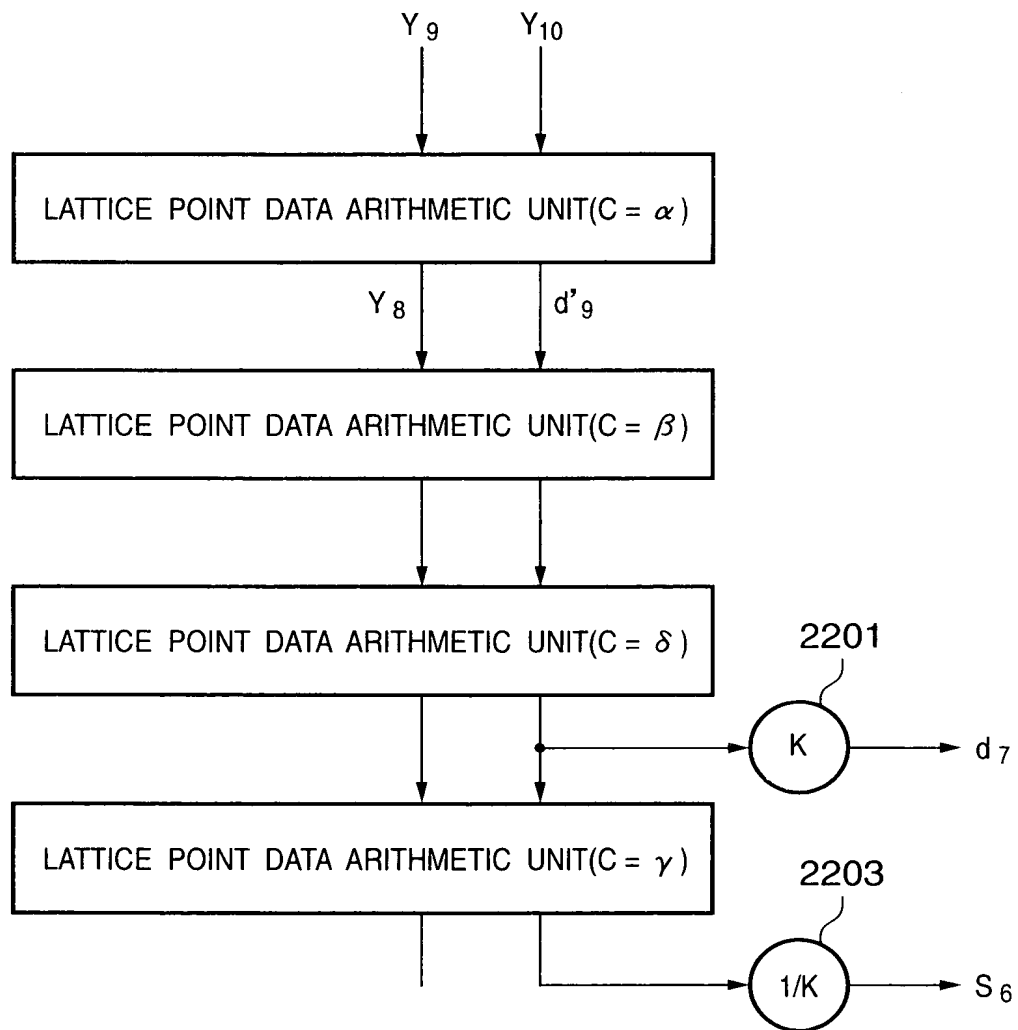 Y9 Y10
LATTICE POINT DATA ARITHMETIC UNIT(C = α)
Y8 d'9
LATTICE POINT DATA ARITHMETIC UNIT(C = β)
LATTICE POINT DATA ARITHMETIC UNIT(C = δ)
2201
K d7
LATTICE POINT DATA ARITHMETIC UNIT(C = γ)
2203
1/K S6